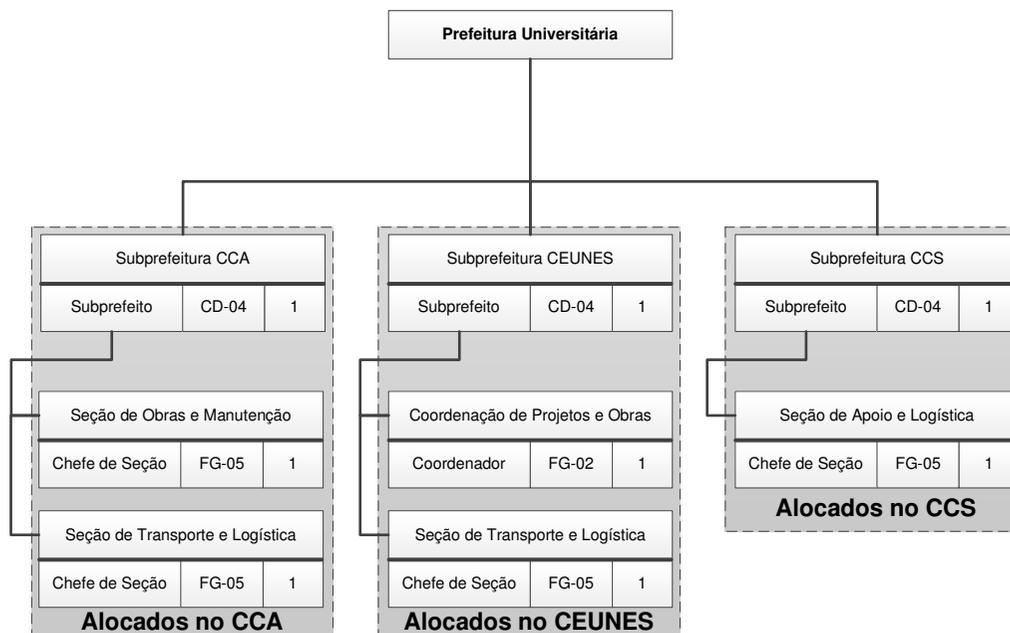 Prefeitura Universitária
Subprefeitura CCA
Subprefeito CD-04 1
Seção de Obras e Manutenção
Chefe de Seção FG-05 1
Seção de Transporte e Logística
Chefe de Seção FG-05 1
Alocados no CCA
Subprefeitura CEUNES
Subprefeito CD-04 1
Coordenação de Projetos e Obras
Coordenador FG-02 1
Seção de Transporte e Logística
Chefe de Seção FG-05 1
Alocados no CEUNES
Subprefeitura CCS
Subprefeito CD-04 1
Seção de Apoio e Logística
Chefe de Seção FG-05 1
Alocados no CCS